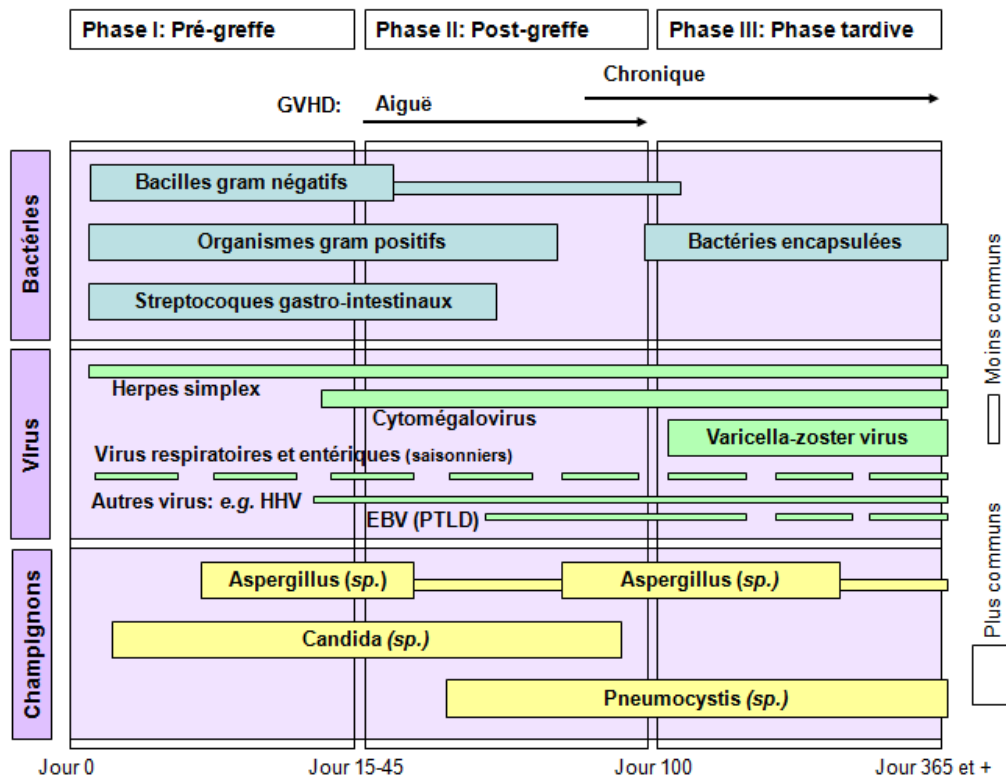 Phase I: Pré-greffe
Phase II: Post-greffe
Phase III: Phase tardive
Chronique
GVHD:
Aiguë
Bactéries
Bacilles gram négatifs
Organismes gram positifs
Bactéries encapsulées
Streptocoques gastro-intestinaux
Virus
Herpes simplex
Cytomégalovirus
Varicella-zoster virus
Virus respiratoires et entériques (saisonniers)
Autres virus: e.g. HHV
EBV (PTLD)
Champignons
Aspergillus (sp.)
Aspergillus (sp.)
Candida (sp.)
Pneumocystis (sp.)
Moins communs
Plus communs
Jour 0
Jour 15-45
Jour 100
Jour 365 et +